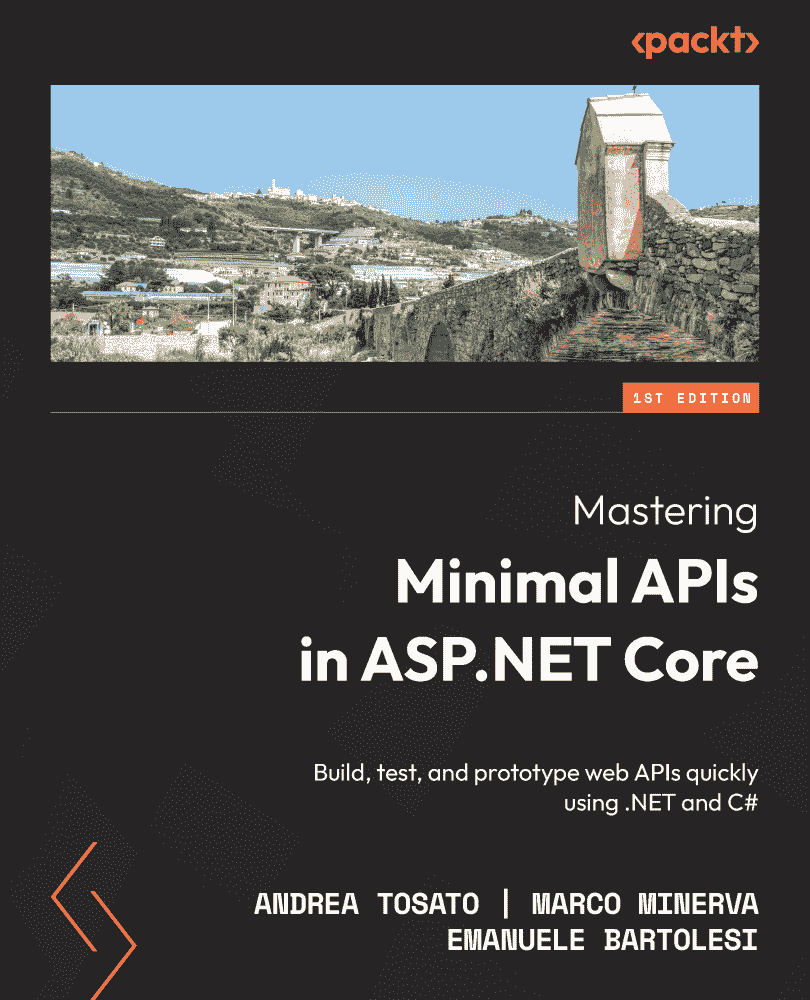 <packt>
1ST EDITION
Mastering
Minimal APIs
in ASP.NET Core
Build, test, and prototype web APIs quickly
using .NET and C#
ANDREA TOSATO | MARCO MINERVA
EMANUELE BARTOLESI